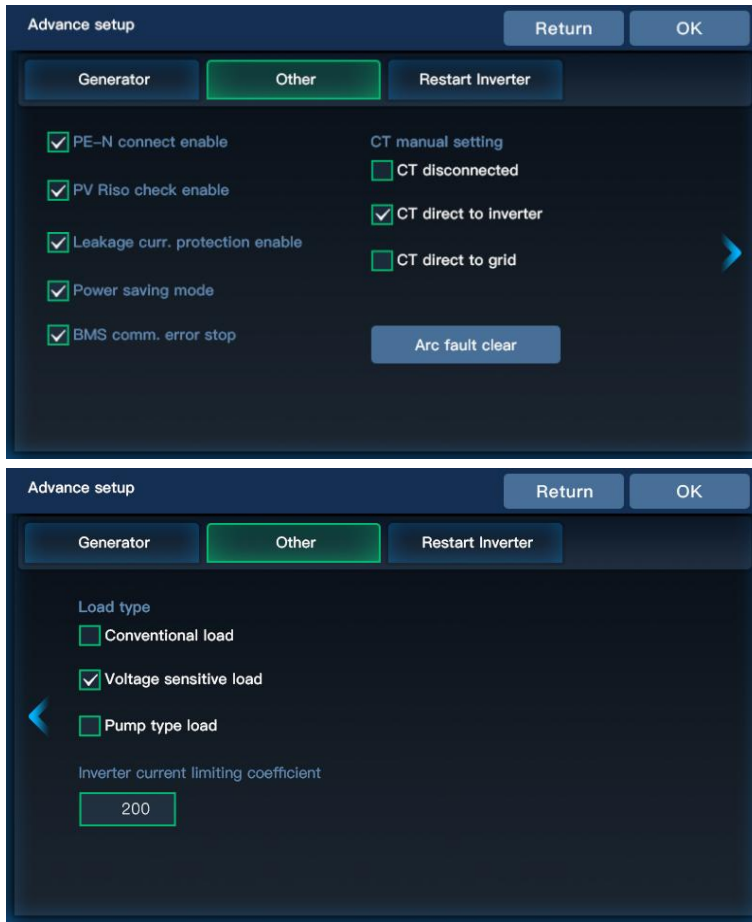 Advance setup
Return
OK
Generator
Other
Restart Inverter
PE-N connect enable
PV Riso check enable
Leakage curr. protection enable
Power saving mode
BMS comm. error stop
CT manual setting
CT disconnected
CT direct to inverter
CT direct to grid
Arc fault clear
Advance setup
Return
OK
Generator
Other
Restart Inverter
Load type
Conventional load
Voltage sensitive load
Pump type load
Inverter current limiting coefficient
200